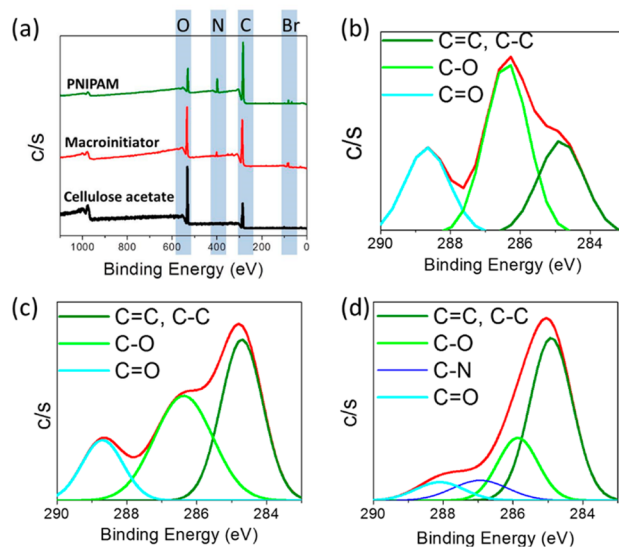 (a)
O N C Br
PNIPAM
Macroinitiator
Cellulose acetate
c/s
1000 800 600 400 200 0
Binding Energy (eV)
(b)
C=C, C-C
C-O
C=O
c/s
290 288 286 284
Binding Energy (eV)
(c)
C=C, C-C
C-O
C=O
c/s
290 288 286 284
Binding Energy (eV)
(d)
C=C, C-C
C-O
C-N
C=O
c/s
290 288 286 284
Binding Energy (eV)